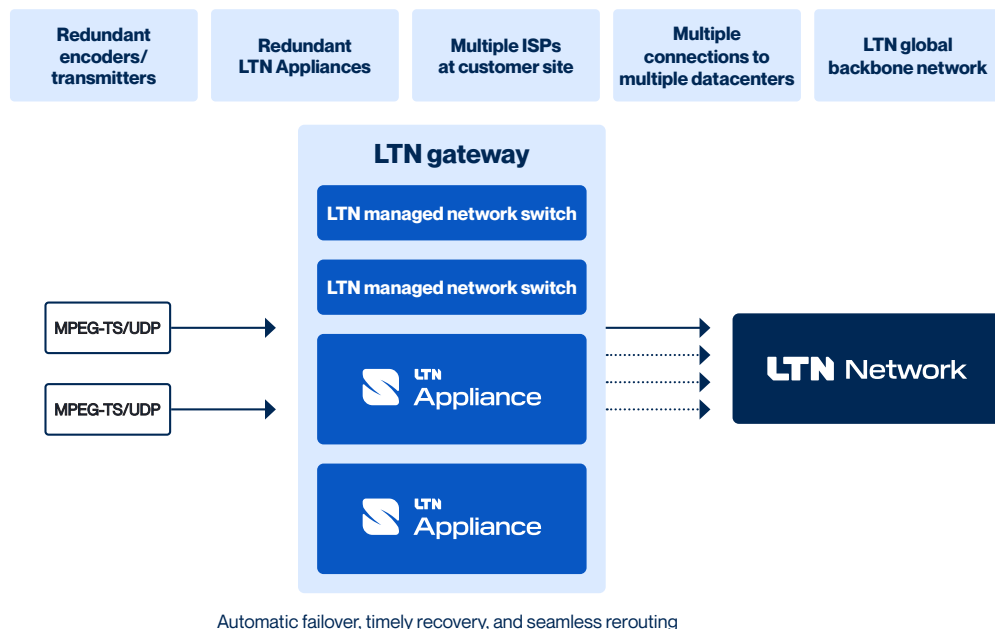 Redundant
encoders/
transmitters
Redundant
LTN Appliances
Multiple ISPs
at customer site
Multiple
connections to
multiple datacenters
LTN global
backbone network
LTN gateway
LTN managed network switch
LTN managed network switch
MPEG-TS/UDP
MPEG-TS/UDP
LTN
Appliance
LTN
Appliance
LTN Network
Automatic failover, timely recovery, and seamless rerouting